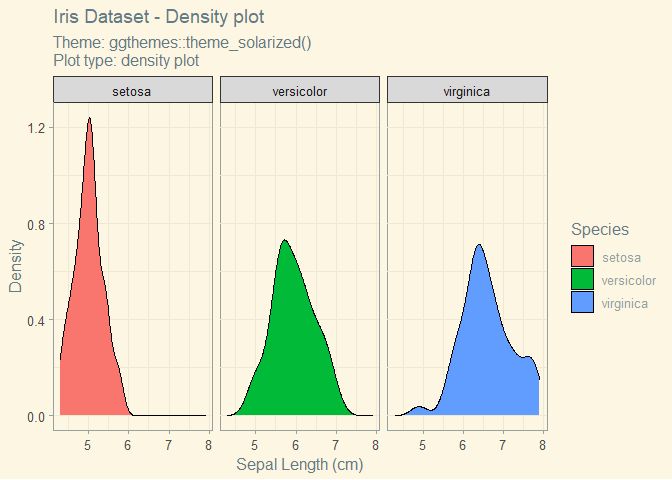 Iris Dataset - Density plot
Theme: ggthemes::theme_solarized()
Plot type: density plot
setosa versicolor virginica
1.2
0.8
0.4
0.0
Density
5 6 7 8 5 6 7 8 5 6 7 8
Sepal Length (cm)
Species
setosa
versicolor
virginica